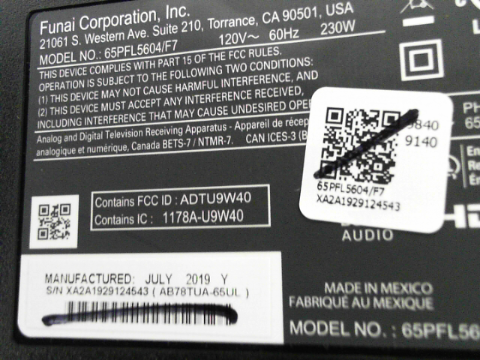 Funai Corporation, Inc.
21061 S. Western Ave. Suite 210, Torrance, CA 90501, USA
MODEL NO.: 65PFL5604/F7 120V~ 60Hz 230W
THIS DEVICE COMPLIES WITH PART 15 OF THE FCC RULES.
OPERATION IS SUBJECT TO THE FOLLOWING TWO CONDITIONS:
(1) THIS DEVICE MAY NOT CAUSE HARMFUL INTERFERENCE, AND
(2) THIS DEVICE MUST ACCEPT ANY INTERFERENCE RECEIVED,
INCLUDING INTERFERENCE THAT MAY CAUSE UNDESIRED
Analog and Digital Television Receiving Apparatus - Appareil de
analogique et numérique, Canada BETS-7 / NTMR-7. CAN ICES-3
9840
9140
65PFL5604/F7
XA2A1929124543
Contains FCC ID : ADTU9W40
Contains IC : 1178A-U9W40
AUDIO
MANUFACTURED: JULY 2019 Y
S/N XA2A1929124543 ( AB78TUA-65UL )
MADE IN MEXICO
FABRIQUÉ AU MEXIQUE
MODEL NO. : 65PFL56